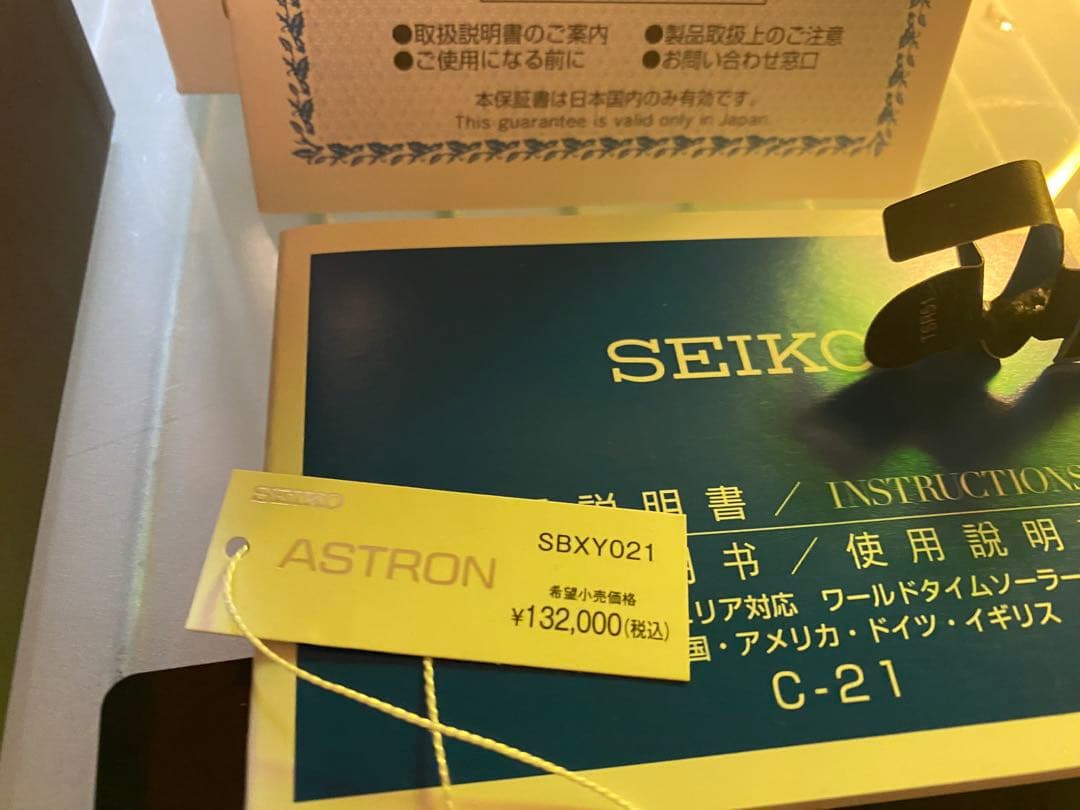 ●取扱説明書のご案内 ●製品取扱上のご注意
●ご使用になる前に ●お問い合わせ窓口
本保証書は日本国内のみ有効です。
This guarantee is valid only in Japan.
SEIKO
説明書 / INSTRUCTIONS
书 / 使用説明
リア対応 ワールドタイムソーラー
国・アメリカ・ドイツ・イギリス
C-21
SEIKO
ASTRON
SBXY021
希望小売価格
¥132,000(税込)